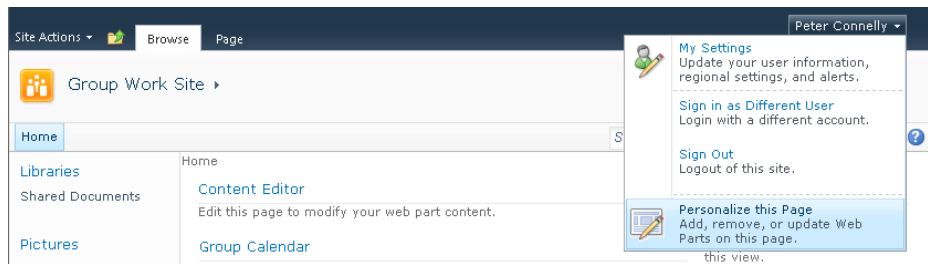 Site Actions Browse Page Peter Connelly
Group Work Site
My Settings
Update your user information,
regional settings, and alerts.
Sign in as Different User
Login with a different account.
Sign Out
Logout of this site.
Personalize this Page
Add, remove, or update Web
Parts on this page.
Home
Libraries
Shared Documents
Pictures
Home
Content Editor
Edit this page to modify your web part content.
Group Calendar
this view.